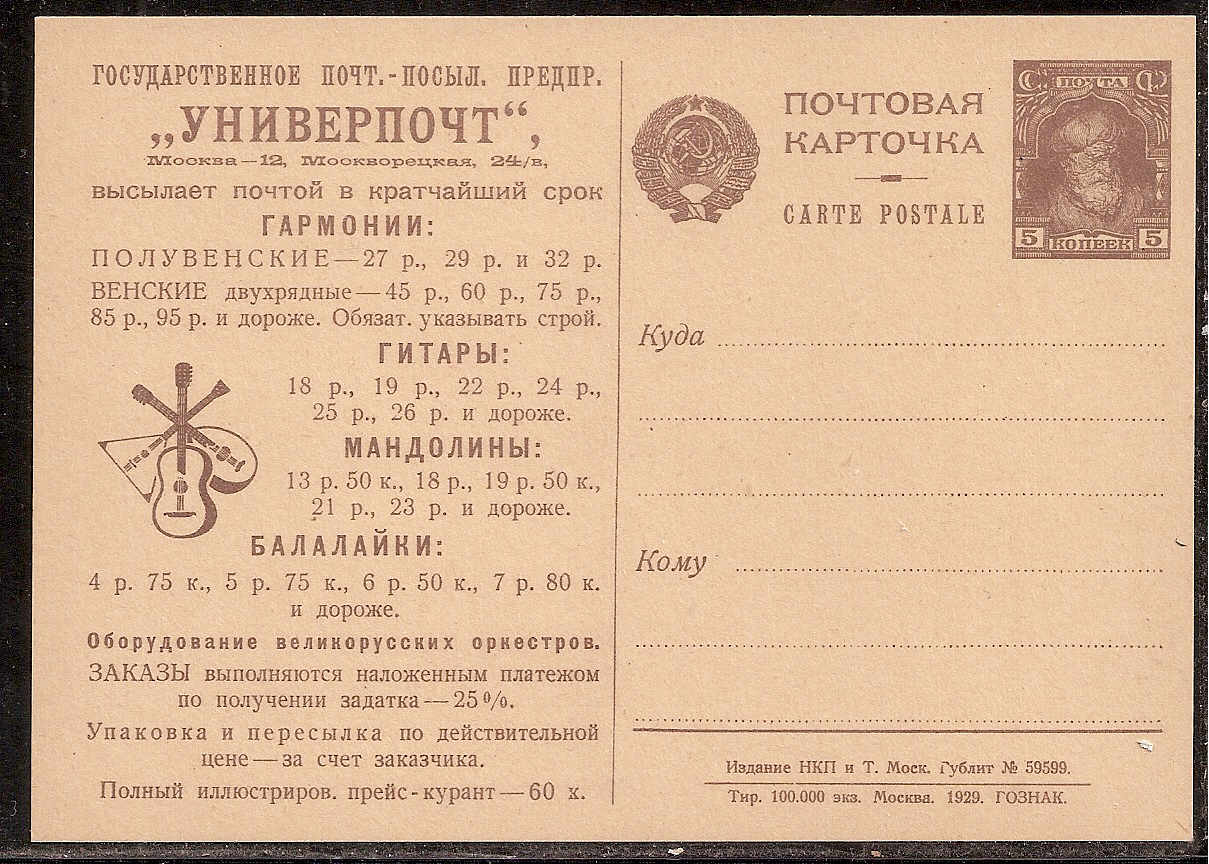 ГОСУДАРСТВЕННОЕ ПОЧТ.-ПОСЫЛ. ПРЕДПР.
„УНИВЕРПОЧТ“,
Москва—12, Москворецкая, 24/в,
высылает почтой в кратчайший срок
ГАРМОНИИ:
ПОЛУВЕНСКИЕ—27 р., 29 р. и 32 р.
ВЕНСКИЕ двухрядные—45 р., 60 р., 75 р.,
85 р., 95 р. и дороже. Обязат. указывать строй.
ГИТАРЫ:
18 р., 19 р., 22 р., 24 р.,
25 р., 26 р. и дороже.
МАНДОЛИНЫ:
13 р. 50 к., 18 р., 19 р. 50 к.,
21 р., 23 р. и дороже.
БАЛАЛАЙКИ:
4 р. 75 к., 5 р. 75 к., 6 р. 50 к., 7 р. 80 к.
и дороже.
Оборудование великорусских оркестров.
ЗАКАЗЫ выполняются наложенным платежом
по получении задатка—25%.
Упаковка и пересылка по действительной
цене—за счет заказчика.
Полный иллюстриров. прейс-курант—60 к.
ПОЧТОВАЯ
КАРТОЧКА
CARTE POSTALE
ПОЧТА
5 КОПЕЕК 5
Куда
Кому
Издание НКП и Т. Моск. Гублит № 59599.
Тир. 100.000 экз. Москва. 1929. ГОЗНАК.